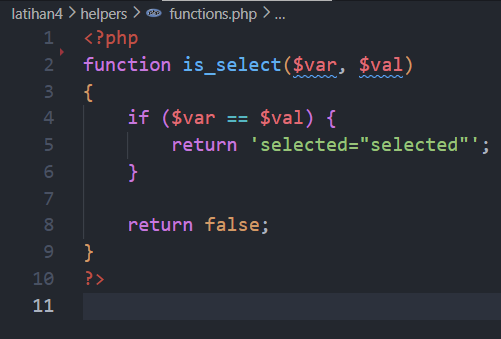 latihan4 > helpers > functions.php > ...
1 <?php
2 function is_select($var, $val)
3 {
4     if ($var == $val) {
5         return 'selected="selected"';
6     }
7
8     return false;
9 }
10 ?>
11